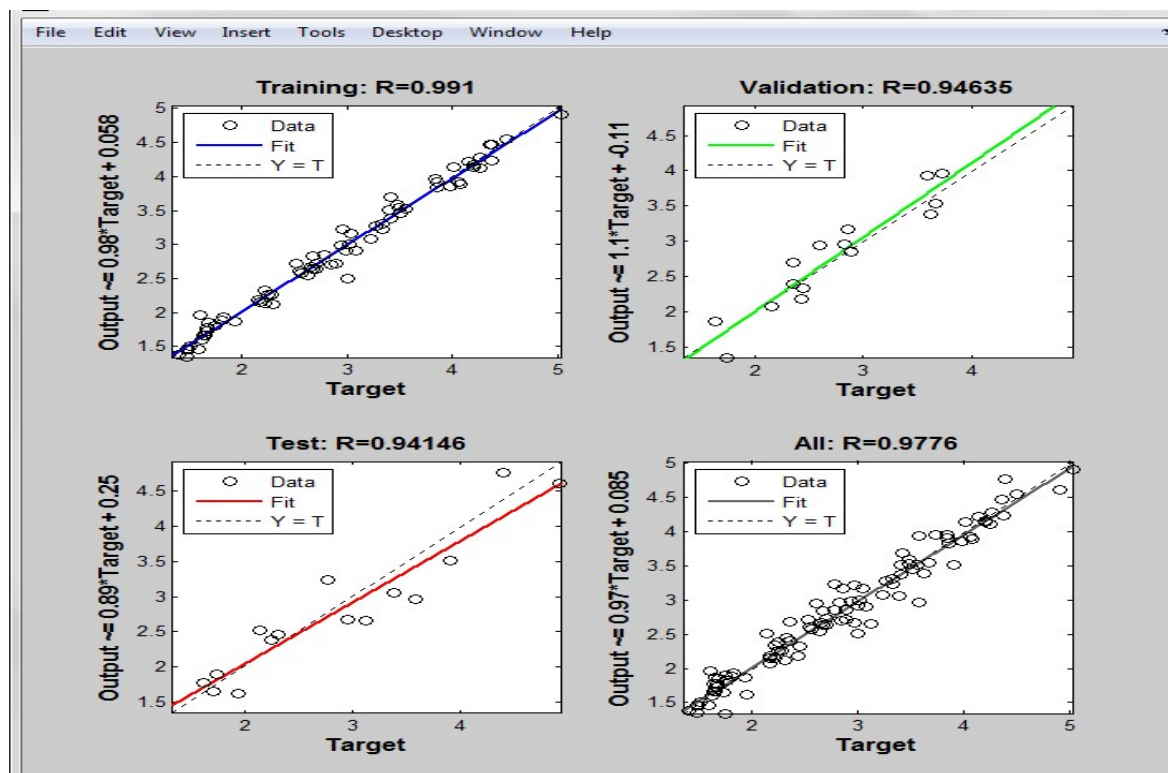 File Edit View Insert Tools Desktop Window Help
Training: R=0.991
Output ~= 0.98*Target + 0.058
5
4.5
4
3.5
3
2.5
2
1.5
Data
Fit
Y = T
2 3 4 5
Target
Validation: R=0.94635
Output ~= 1.1*Target + -0.11
4.5
4
3.5
3
2.5
2
1.5
Data
Fit
Y = T
2 3 4
Target
Test: R=0.94146
Output ~= 0.89*Target + 0.25
4.5
4
3.5
3
2.5
2
1.5
Data
Fit
Y = T
2 3 4
Target
All: R=0.9776
Output ~= 0.97*Target + 0.085
5
4.5
4
3.5
3
2.5
2
1.5
Data
Fit
Y = T
2 3 4 5
Target